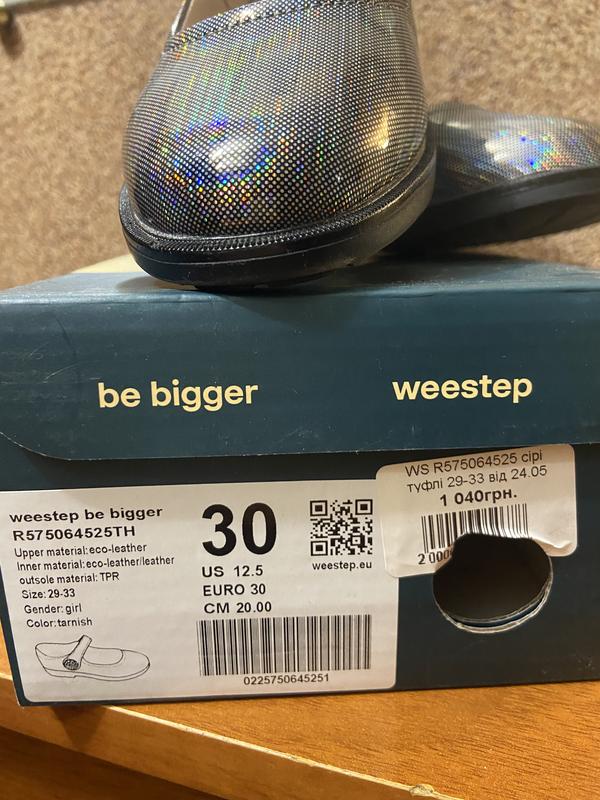 be bigger
weestep
WS R575064525 сірі
туфлі 29-33 від 24.05
1 040грн.
weestep be bigger
R575064525TH
Upper material:eco-leather
Inner material:eco-leather/leather
outsole material:TPR
Size:29-33
Gender:girl
Color:tarnish
30
US 12.5
EURO 30
CM 20.00
weestep.eu
0225750645251